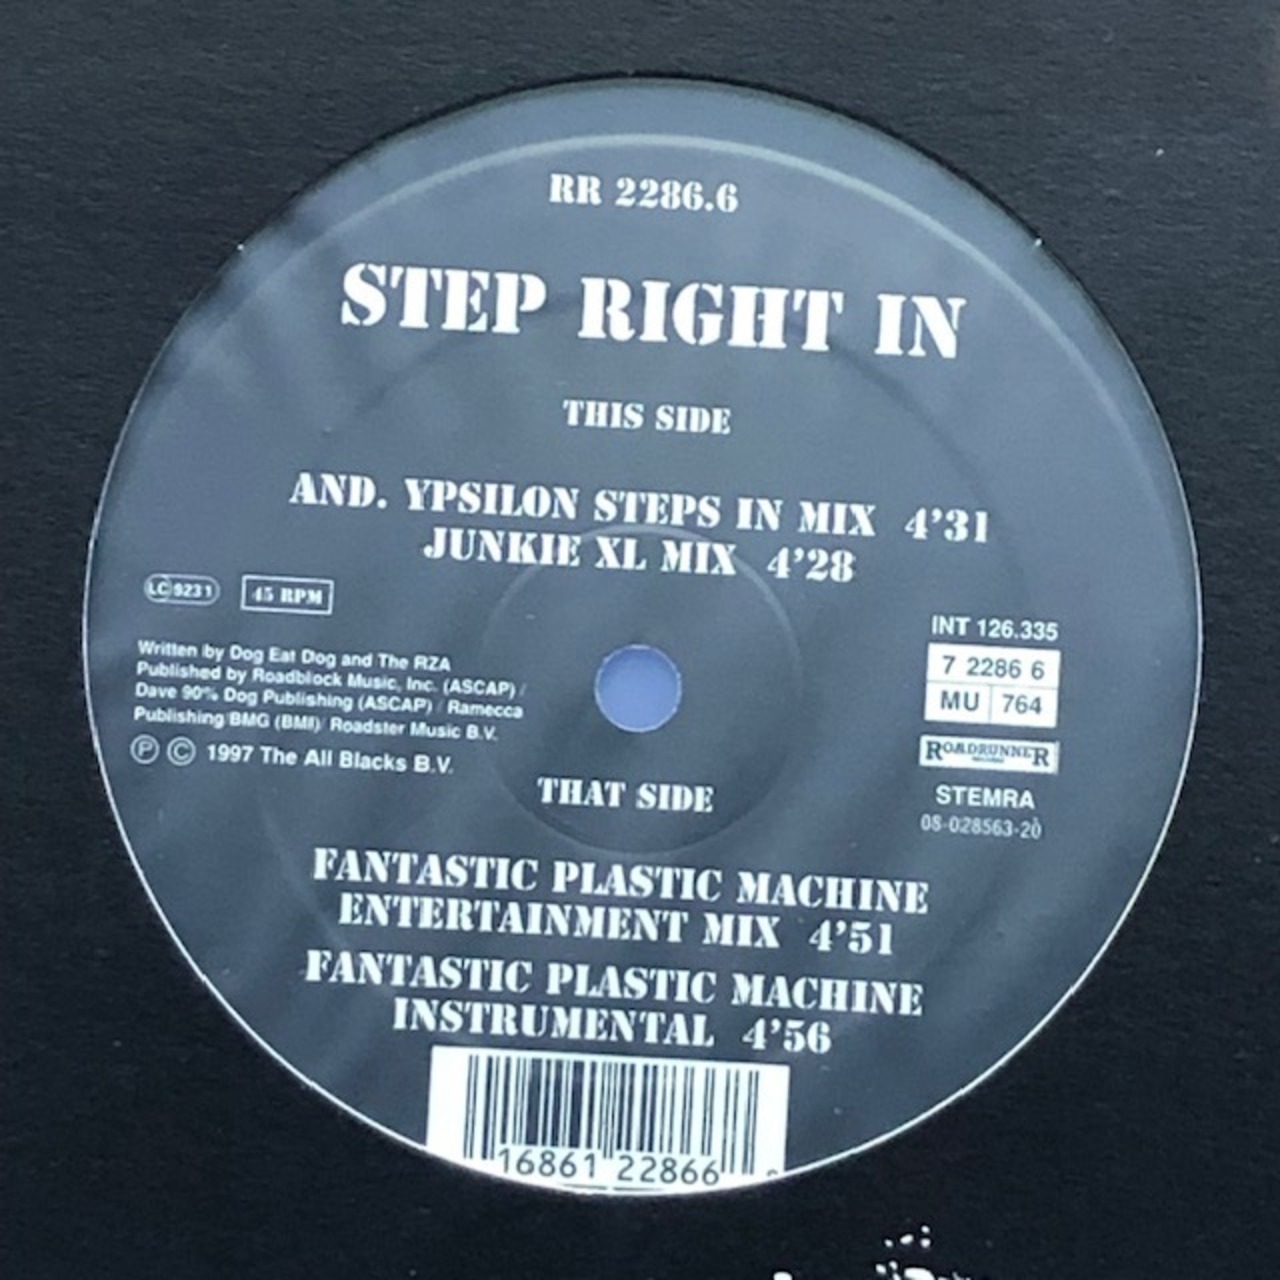 RR 2286.6
STEP RIGHT IN
THIS SIDE
AND. YPSILON STEPS IN MIX 4'31
JUNKIE XL MIX 4'28
LC 9231 45 RPM
Written by Dog Eat Dog and The RZA
Published by Roadblock Music, Inc. (ASCAP) /
Dave 90% Dog Publishing (ASCAP) / Ramecca
Publishing/BMG (BMI)/ Roadster Music B.V.
Ⓟ © 1997 The All Blacks B.V.
INT 126.335
7 2286 6
MU 764
ROADRUNNER
STEMRA
08-028563-20
THAT SIDE
FANTASTIC PLASTIC MACHINE
ENTERTAINMENT MIX 4'51
FANTASTIC PLASTIC MACHINE
INSTRUMENTAL 4'56
16861 22866